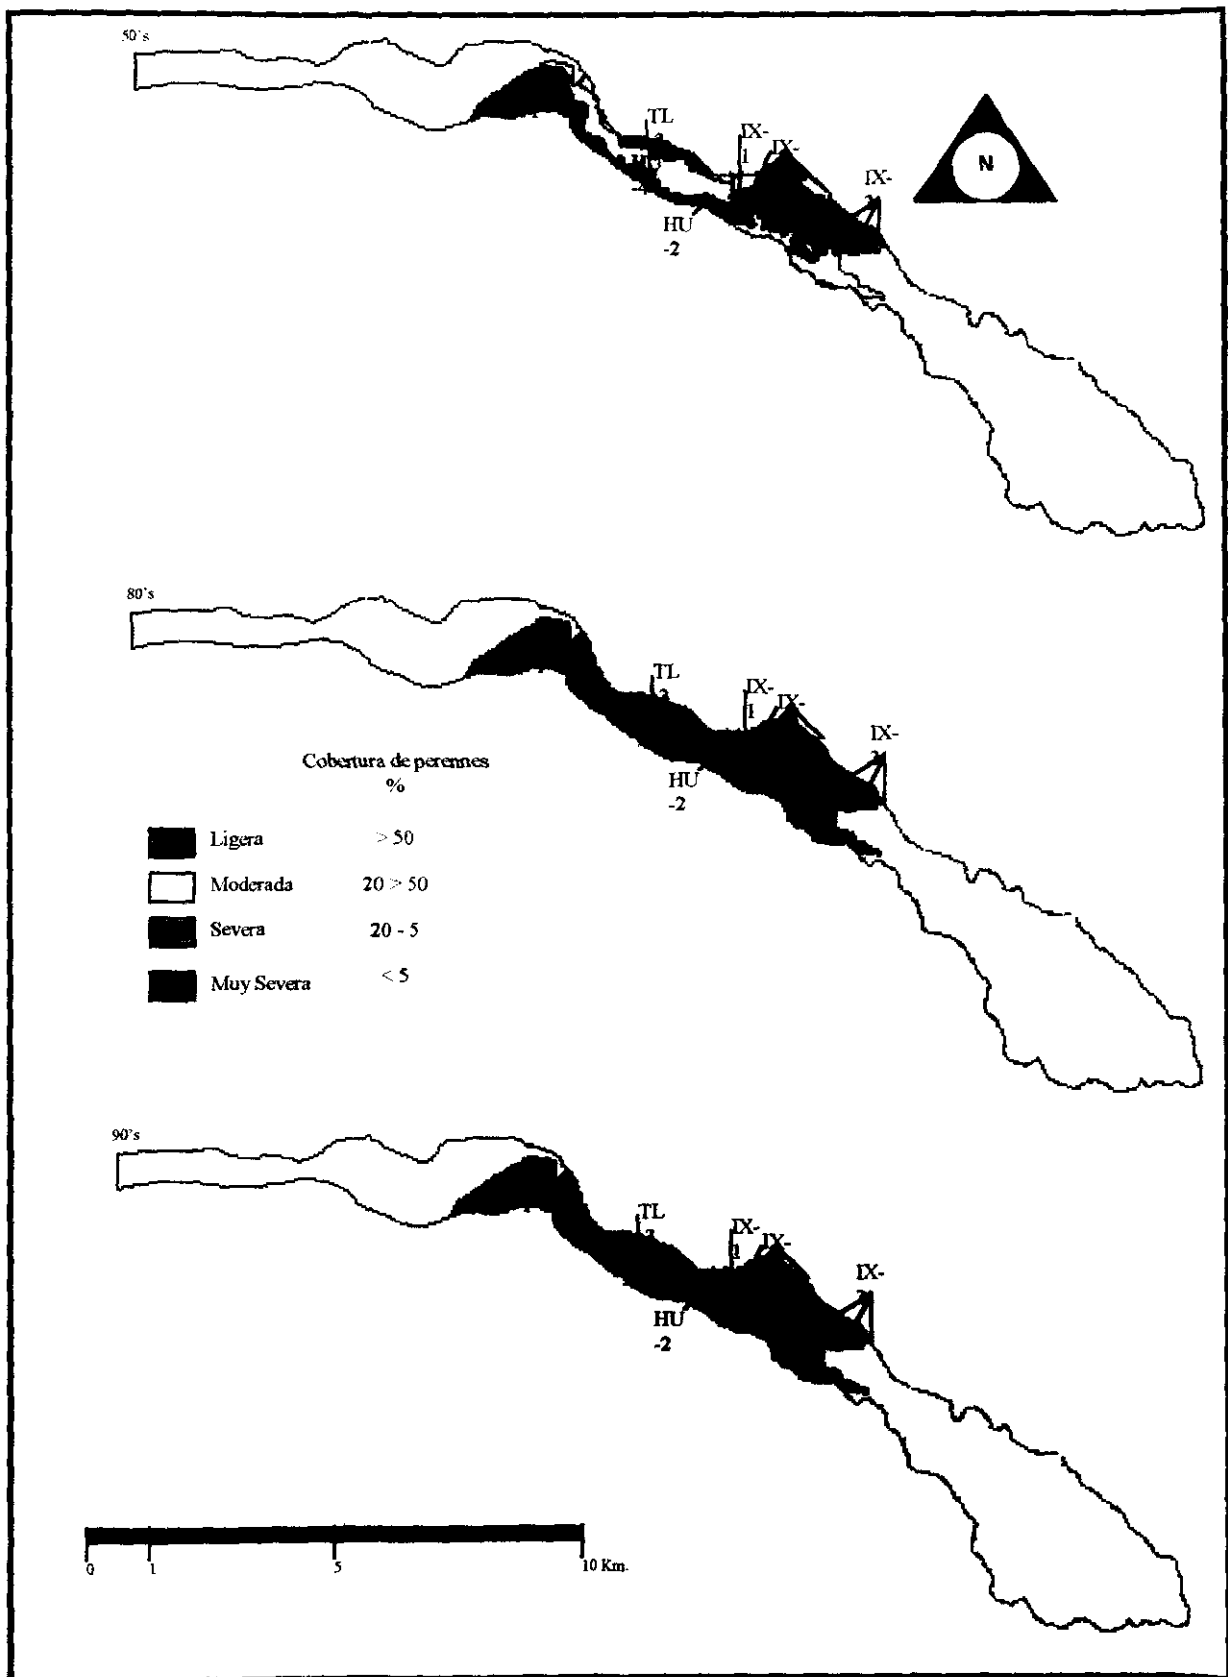 50's
TL
IX-
1
IX-
IX-
N
HU
-2
80's
TL
IX-
1
IX-
IX-
HU
-2
Cobertura de perennes
%
Ligera > 50
Moderada 20 > 50
Severa 20 - 5
Muy Severa < 5
90's
TL
IX-
1
IX-
IX-
HU
-2
0 1 5 10 Km.